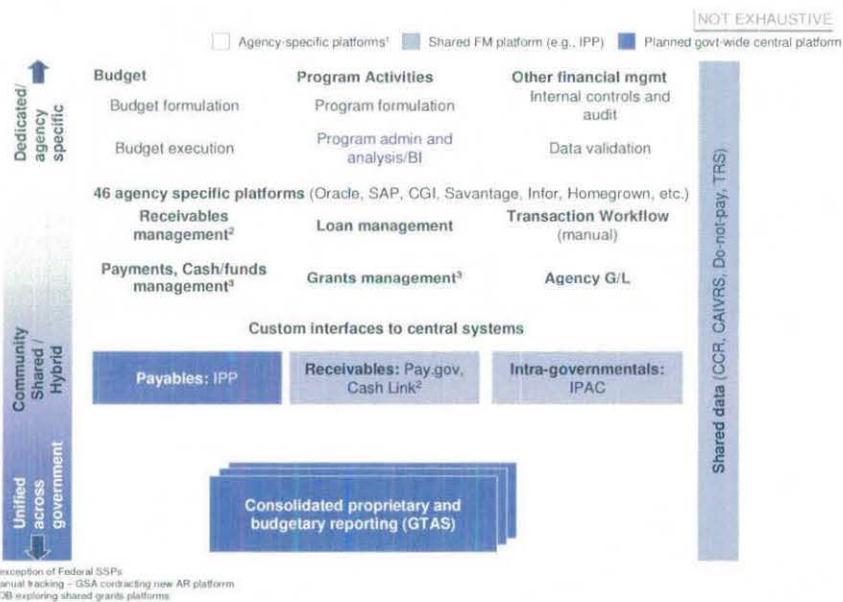 NOT EXHAUSTIVE
Agency-specific platforms¹ Shared FM platform (e.g., IPP) Planned govt-wide central platform
Dedicated/
agency
specific
Budget
Budget formulation
Budget execution
Program Activities
Program formulation
Program admin and
analysis/BI
Other financial mgmt
Internal controls and
audit
Data validation
46 agency specific platforms (Oracle, SAP, CGI, Savantage, Infor, Homegrown, etc.)
Receivables
management²
Loan management
Transaction Workflow
(manual)
Payments, Cash/funds
management³
Grants management³
Agency G/L
Custom interfaces to central systems
Community
Shared /
Hybrid
Payables: IPP
Receivables: Pay.gov,
Cash Link²
Intra-governmentals:
IPAC
Unified
across
government
Consolidated proprietary and
budgetary reporting (GTAS)
Shared data (CCR, CAIVRS, Do-not-pay, TRS)
exception of Federal SSPs
anual tracking – GSA contracting new AR platform
OB exploring shared grants platforms